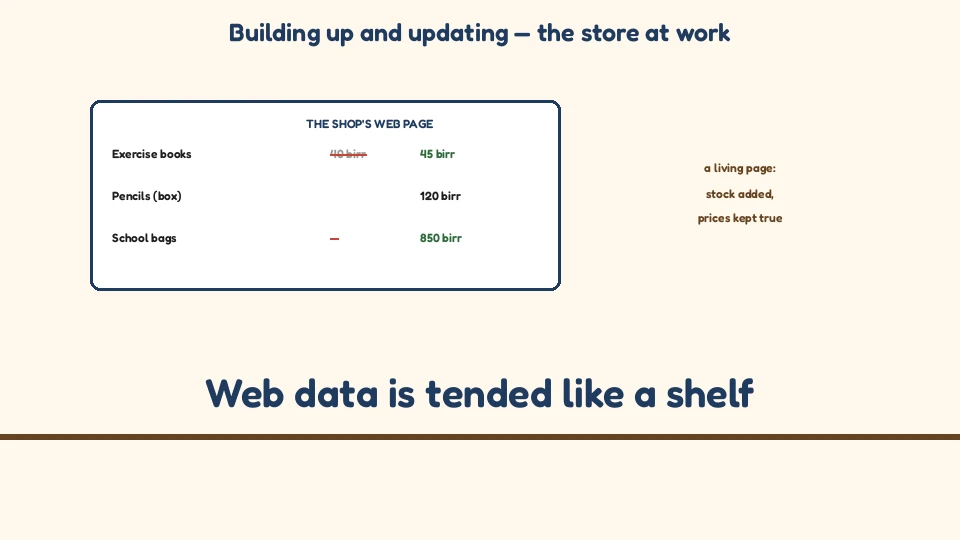 Building up and updating — the store at work
THE SHOP'S WEB PAGE
Exercise books 40 birr 45 birr
Pencils (box) 120 birr
School bags — 850 birr
a living page:
stock added,
prices kept true
Web data is tended like a shelf